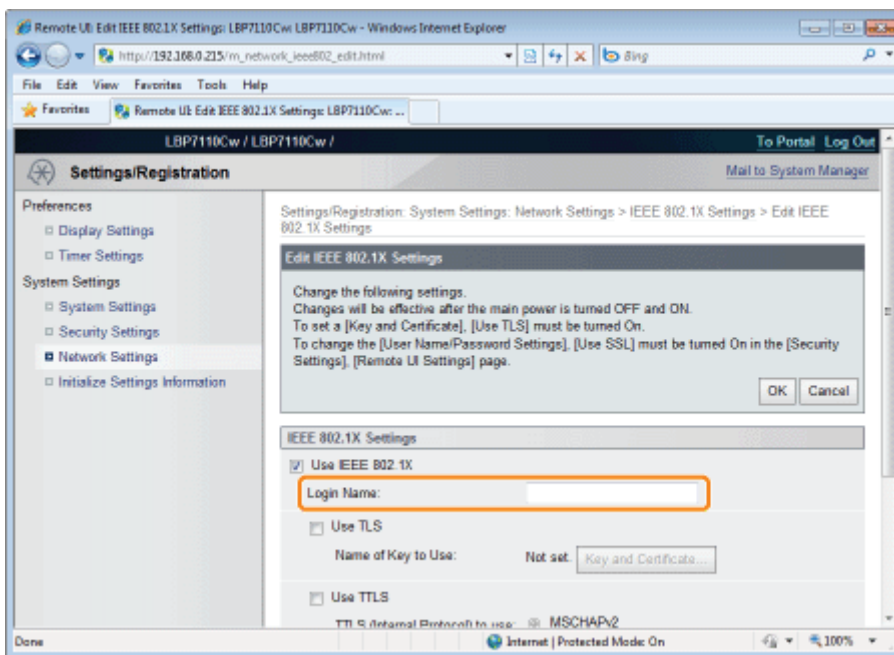 Remote UI: Edit IEEE 802.1X Settings: LBP7110Cw: LBP7110Cw - Windows Internet Explorer
http://192.168.0.215/m_network_ieee802_edit.html
Bing
File Edit View Favorites Tools Help
Favorites
Remote UI: Edit IEEE 802.1X Settings: LBP7110Cw: ...
LBP7110Cw / LBP7110Cw /
To Portal Log Out
Settings/Registration
Mail to System Manager
Preferences
Display Settings
Timer Settings
System Settings
System Settings
Security Settings
Network Settings
Initialize Settings Information
Settings/Registration: System Settings: Network Settings > IEEE 802.1X Settings > Edit IEEE
802.1X Settings
Edit IEEE 802.1X Settings
Change the following settings.
Changes will be effective after the main power is turned OFF and ON.
To set a [Key and Certificate], [Use TLS] must be turned On.
To change the [User Name/Password Settings], [Use SSL] must be turned On in the [Security
Settings], [Remote UI Settings] page.
OK Cancel
IEEE 802.1X Settings
Use IEEE 802.1X
Login Name:
Use TLS
Name of Key to Use: Not set. Key and Certificate...
Use TTLS
TTLS (Internal Protocol) to use: MSCHAPv2
Done
Internet | Protected Mode: On
100%